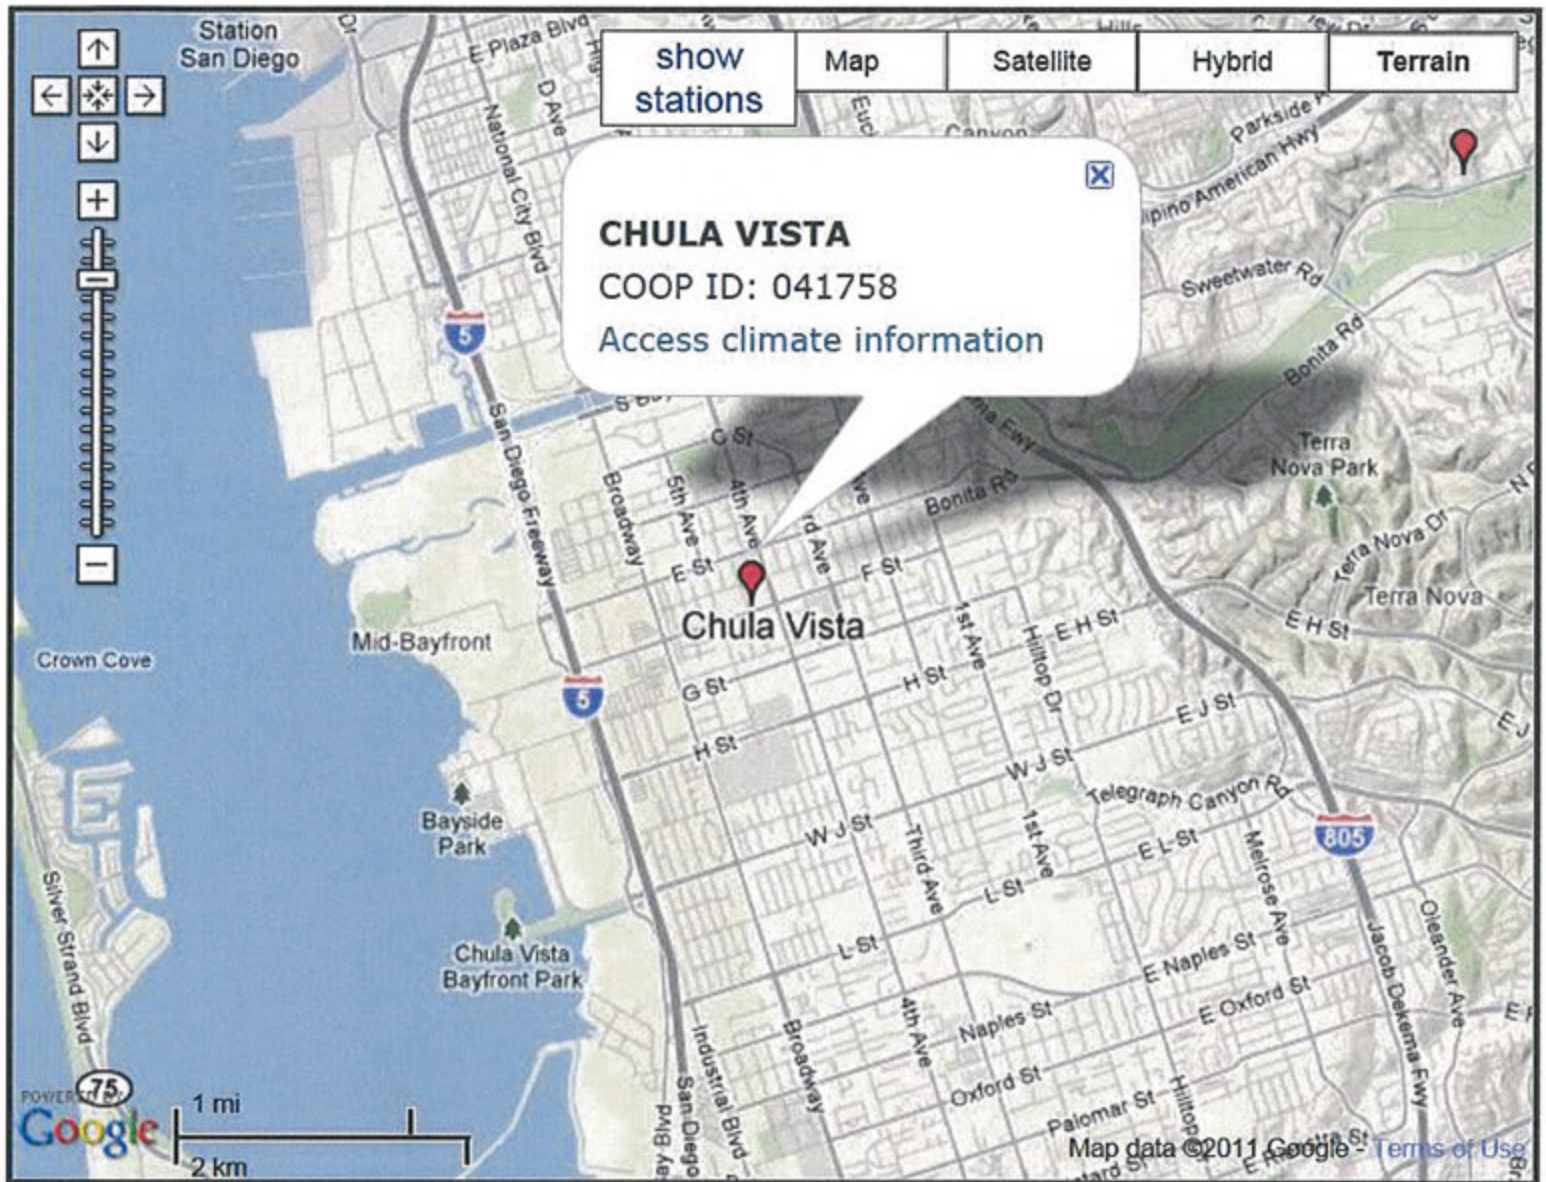 Station
San Diego
Dr
Plaza Blvd
D Ave
National City Blvd
show
stations
Map
Satellite
Hybrid
Terrain
Canyon
Parkside
CHULA VISTA
COOP ID: 041758
Access climate information
Sweetwater Rd
Bonita Rd
5
San Diego Freeway
C St
Broadway
5th Ave
4th Ave
Bonita Rd
Terra
Nova Park
Terra Nova Dr
Terra Nova
E St
Chula Vista
Mid-Bayfront
Crown Cove
1st Ave
Hilltop Dr
E H St
E H St
5
G St
H St
H St
E J St
E J
W J St
Telegraph Canyon Rd
Bayside
Park
W J St
Third Ave
1st Ave
E L St
Melrose Ave
805
L St
L St
Silver Strand Blvd
Chula Vista
Bayfront Park
E Naples St
Oleander Ave
Jacob Dekema Fwy
E Oxford St
Naples St
4th Ave
Broadway
Industrial Blvd
San Diego
Oxford St
Palomar St
Hilltop
75
POWERED BY
Google
1 mi
2 km
Map data ©2011 Google - Terms of Use